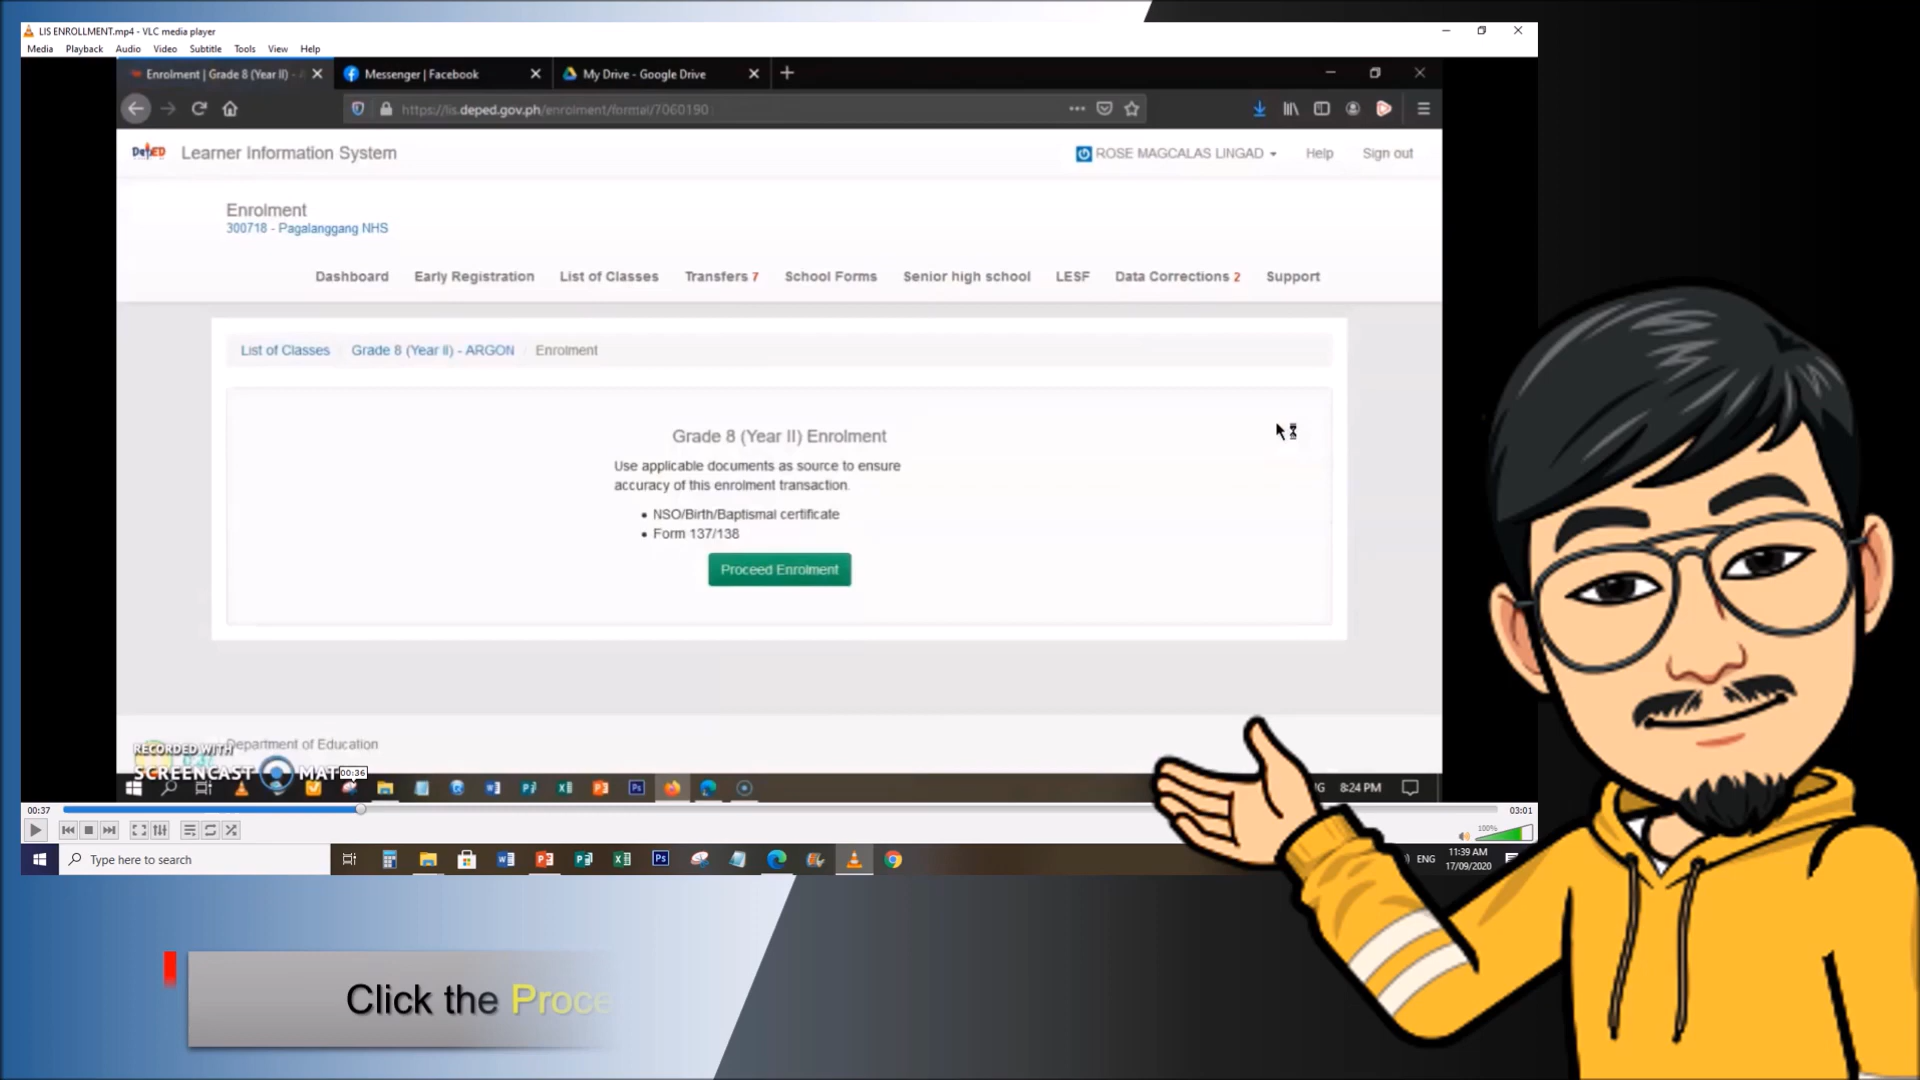 LIS ENROLLMENT.mp4 - VLC media player
Media Playback Audio Video Subtitle Tools View Help
Enrolment | Grade 8 (Year II) -
Messenger | Facebook
My Drive - Google Drive
https://lis.deped.gov.ph/enrolment/formel/7060190
DepED
Learner Information System
ROSE MAGCALAS LINGAD
Help
Sign out
Enrolment
300718 - Pagalanggang NHS
Dashboard Early Registration List of Classes Transfers 7 School Forms Senior high school LESF Data Corrections 2 Support
List of Classes Grade 8 (Year II) - ARGON Enrolment
Grade 8 (Year II) Enrolment
Use applicable documents as source to ensure
accuracy of this enrolment transaction.
• NSO/Birth/Baptismal certificate
• Form 137/138
Proceed Enrolment
Department of Education
RECORDED WITH
SCREENCAST MAT
00:36
8:24 PM
00:37
03:01
100%
Type here to search
ENG
11:39 AM
17/09/2020
Click the Proce